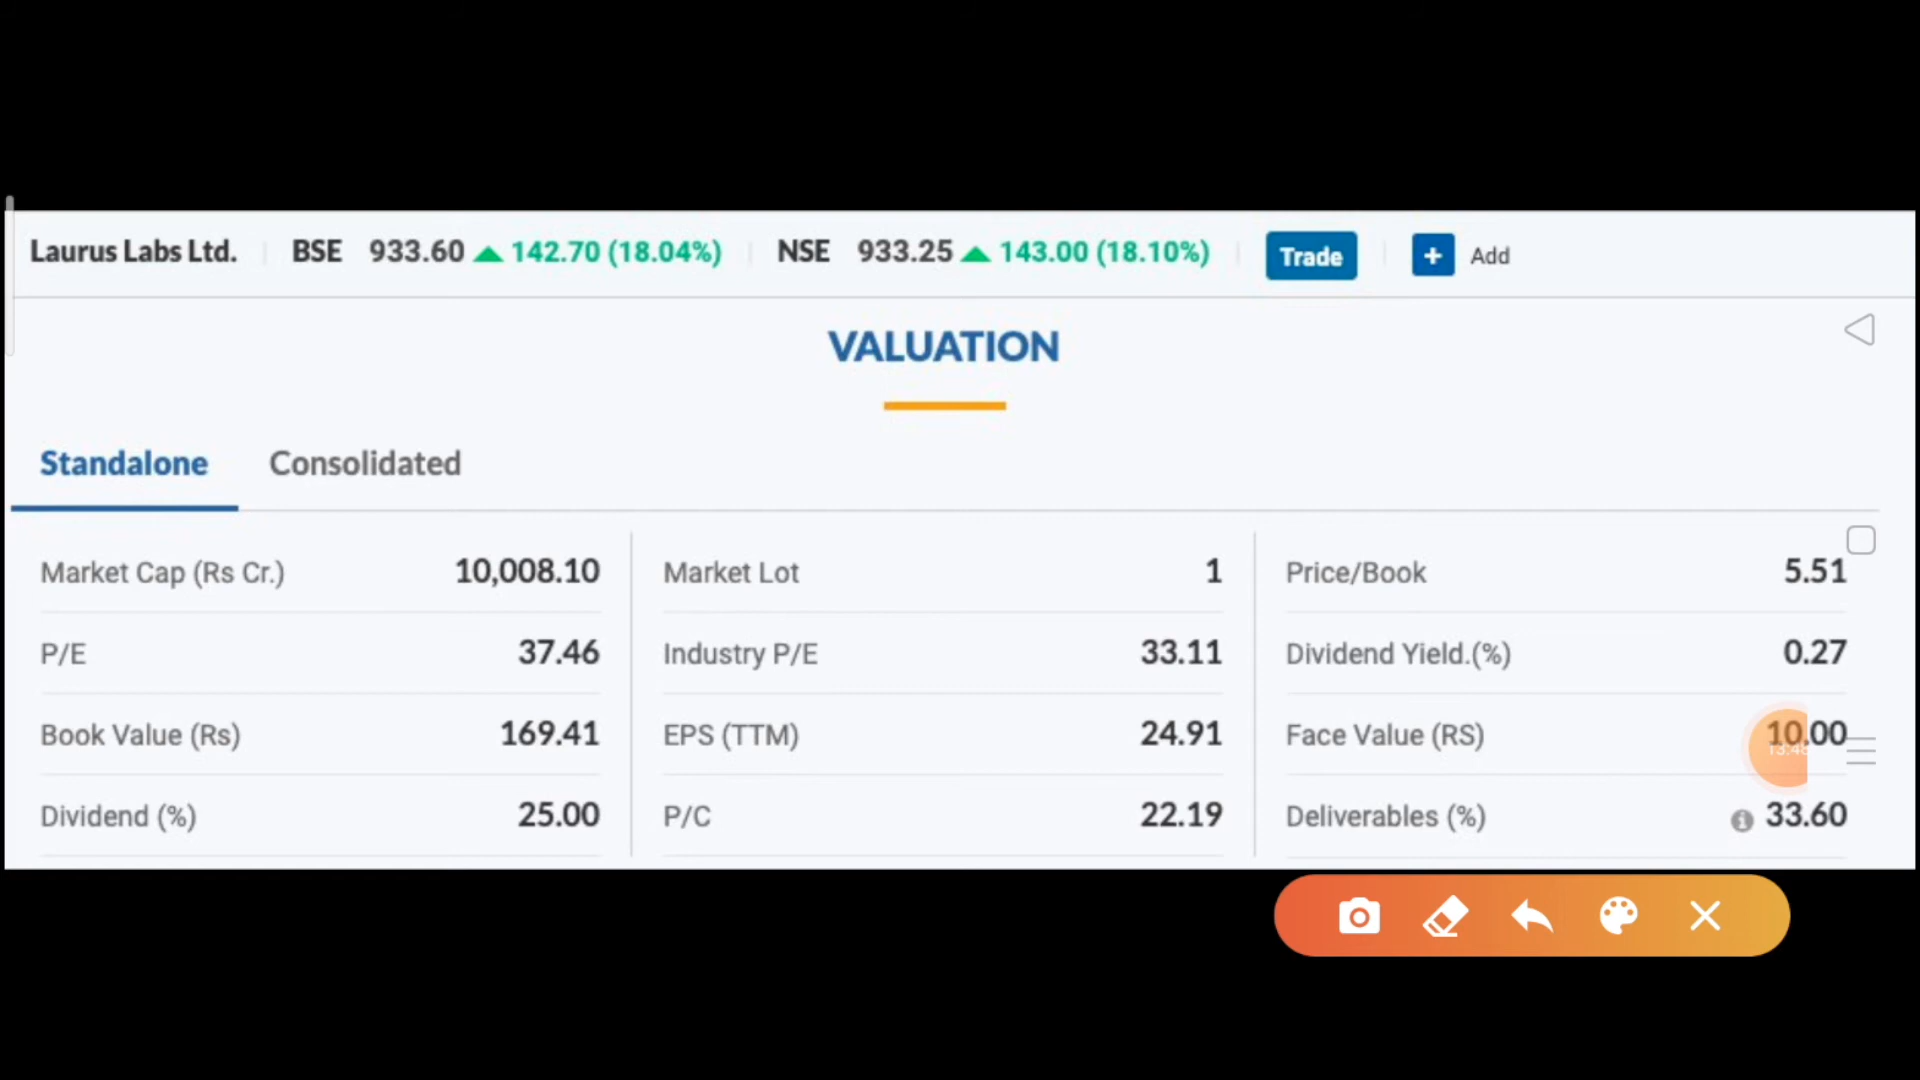 Laurus Labs Ltd. BSE 933.60 ▲ 142.70 (18.04%) NSE 933.25 ▲ 143.00 (18.10%) Trade + Add
VALUATION
Standalone Consolidated
Market Cap (Rs Cr.) 10,008.10 Market Lot 1 Price/Book 5.51
P/E 37.46 Industry P/E 33.11 Dividend Yield.(%) 0.27
Book Value (Rs) 169.41 EPS (TTM) 24.91 Face Value (RS) 10.00
Dividend (%) 25.00 P/C 22.19 Deliverables (%) 33.60